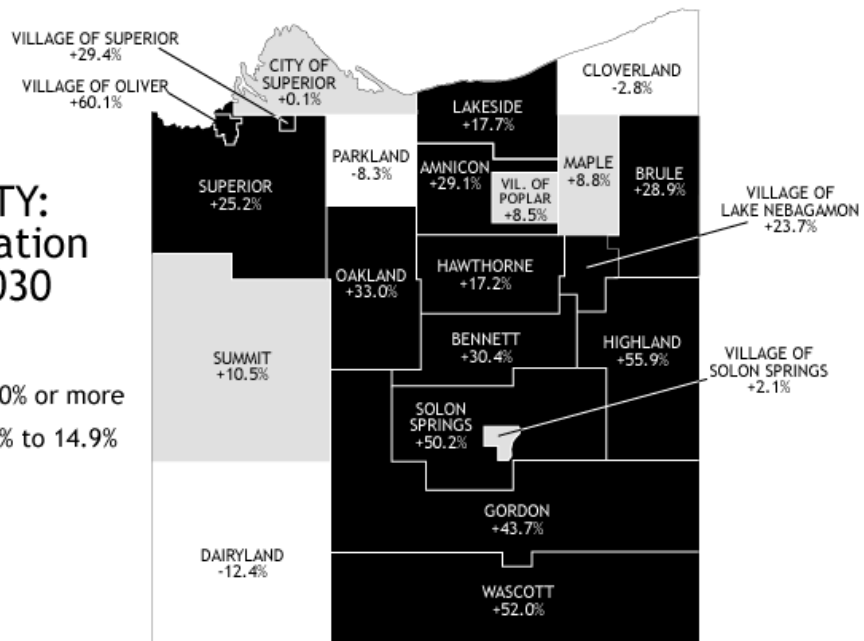 VILLAGE OF SUPERIOR
+29.4%
VILLAGE OF OLIVER
+60.1%
CITY OF
SUPERIOR
+0.1%
CLOVERLAND
-2.8%
LAKESIDE
+17.7%
PARKLAND
-8.3%
AMNICON
+29.1%
VIL. OF
POPLAR
+8.5%
MAPLE
+8.8%
BRULE
+28.9%
SUPERIOR
+25.2%
VILLAGE OF
LAKE NEBAGAMON
+23.7%
TY:
ation
030
OAKLAND
+33.0%
HAWTHORNE
+17.2%
BENNETT
+30.4%
HIGHLAND
+55.9%
SUMMIT
+10.5%
VILLAGE OF
SOLON SPRINGS
+2.1%
0% or more
% to 14.9%
SOLON
SPRINGS
+50.2%
GORDON
+43.7%
DAIRYLAND
-12.4%
WASCOTT
+52.0%